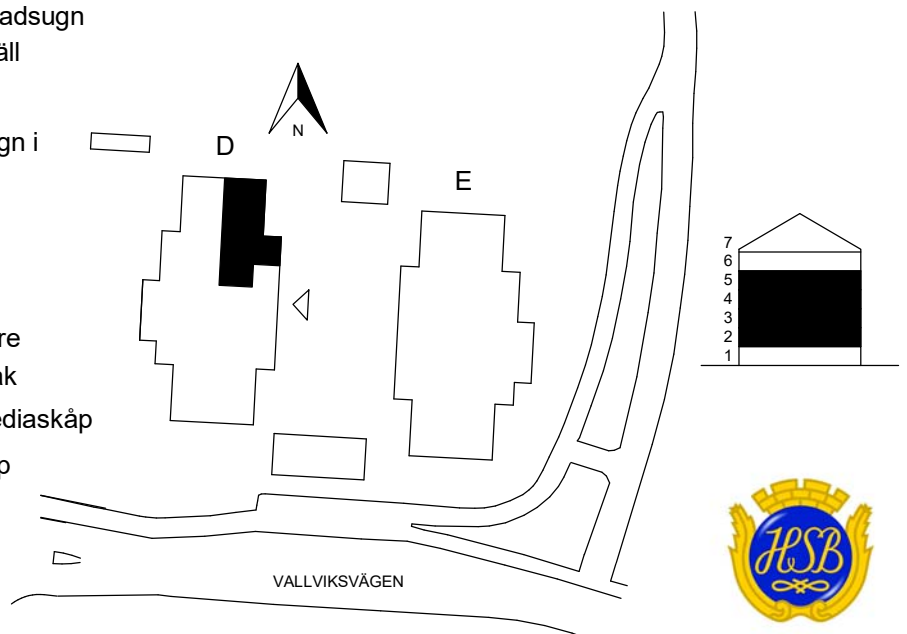 adsugn
äll
gn i
re
ak
ediaskåp
p
N
D
E
7
6
5
4
3
2
1
VALLVIKSVÄGEN
HSB